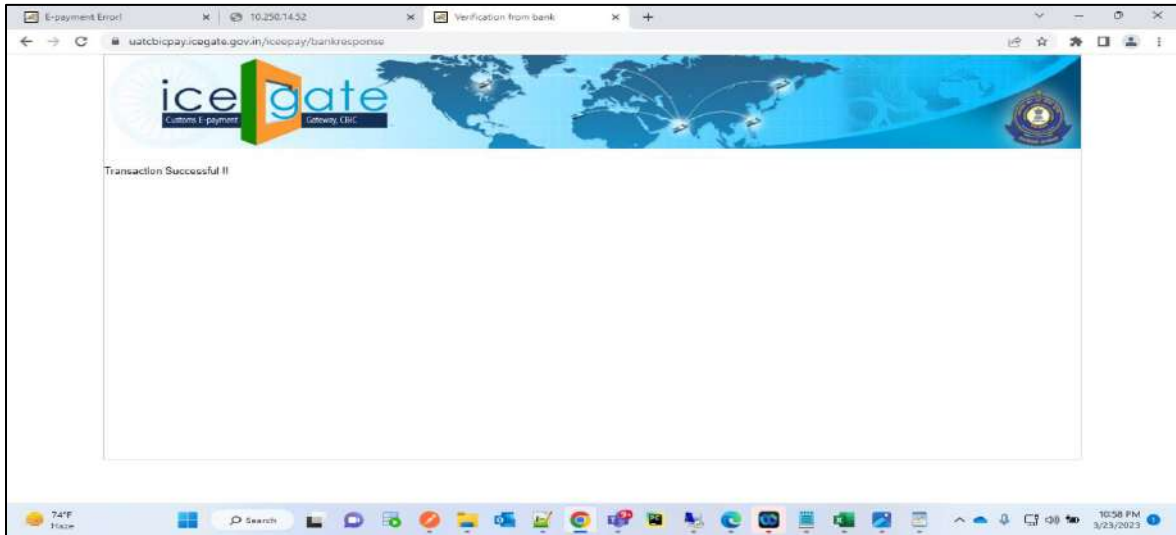 E-payment Error!
10.250.14.52
Verification from bank
uatcbicpay.icegate.gov.in/iceepay/bankresponse
ice gate
Customs E-payment Gateway, CBIC
Transaction Successful !!
74°F
Haze
Search
10:58 PM
3/23/2023